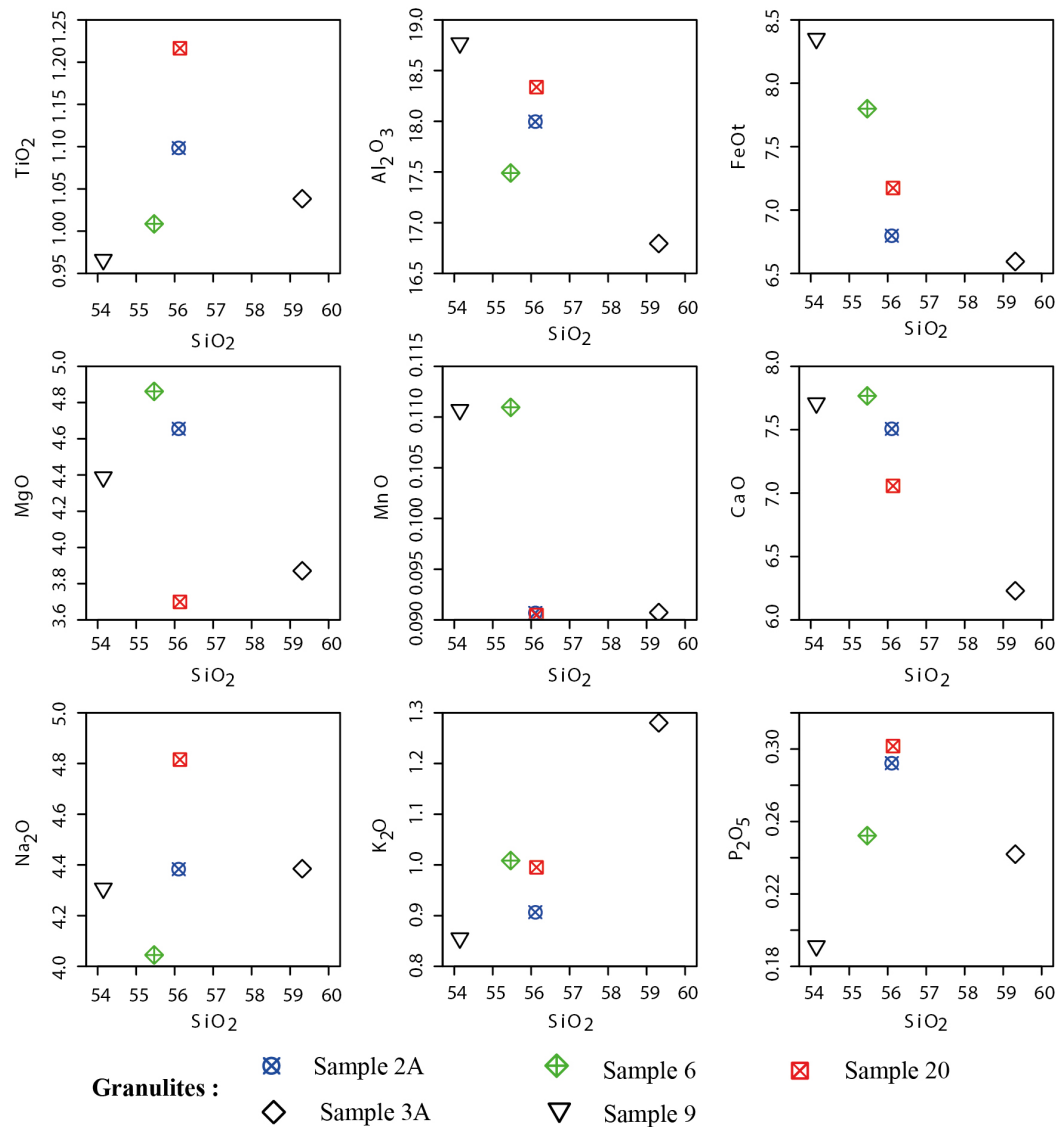 TiO2
0.95 1.00 1.05 1.10 1.20 1.25
54 55 56 57 58 59 60
SiO2
Al2O3
16.5 17.0 17.5 18.0 18.5 19.0
54 55 56 57 58 59 60
SiO2
FeOt
6.5 7.0 7.5 8.0 8.5
54 55 56 57 58 59 60
SiO2
MgO
3.6 3.8 4.0 4.2 4.4 4.6 4.8 5.0
54 55 56 57 58 59 60
SiO2
MnO
0.090 0.095 0.100 0.105 0.110 0.115
54 55 56 57 58 59 60
SiO2
CaO
6.0 6.5 7.0 7.5 8.0
54 55 56 57 58 59 60
SiO2
Na2O
4.0 4.2 4.4 4.6 4.8 5.0
54 55 56 57 58 59 60
SiO2
K2O
0.8 0.9 1.0 1.1 1.2 1.3
54 55 56 57 58 59 60
SiO2
P2O5
0.18 0.22 0.26 0.30
54 55 56 57 58 59 60
SiO2
Granulites :
Sample 2A Sample 6 Sample 20
Sample 3A Sample 9